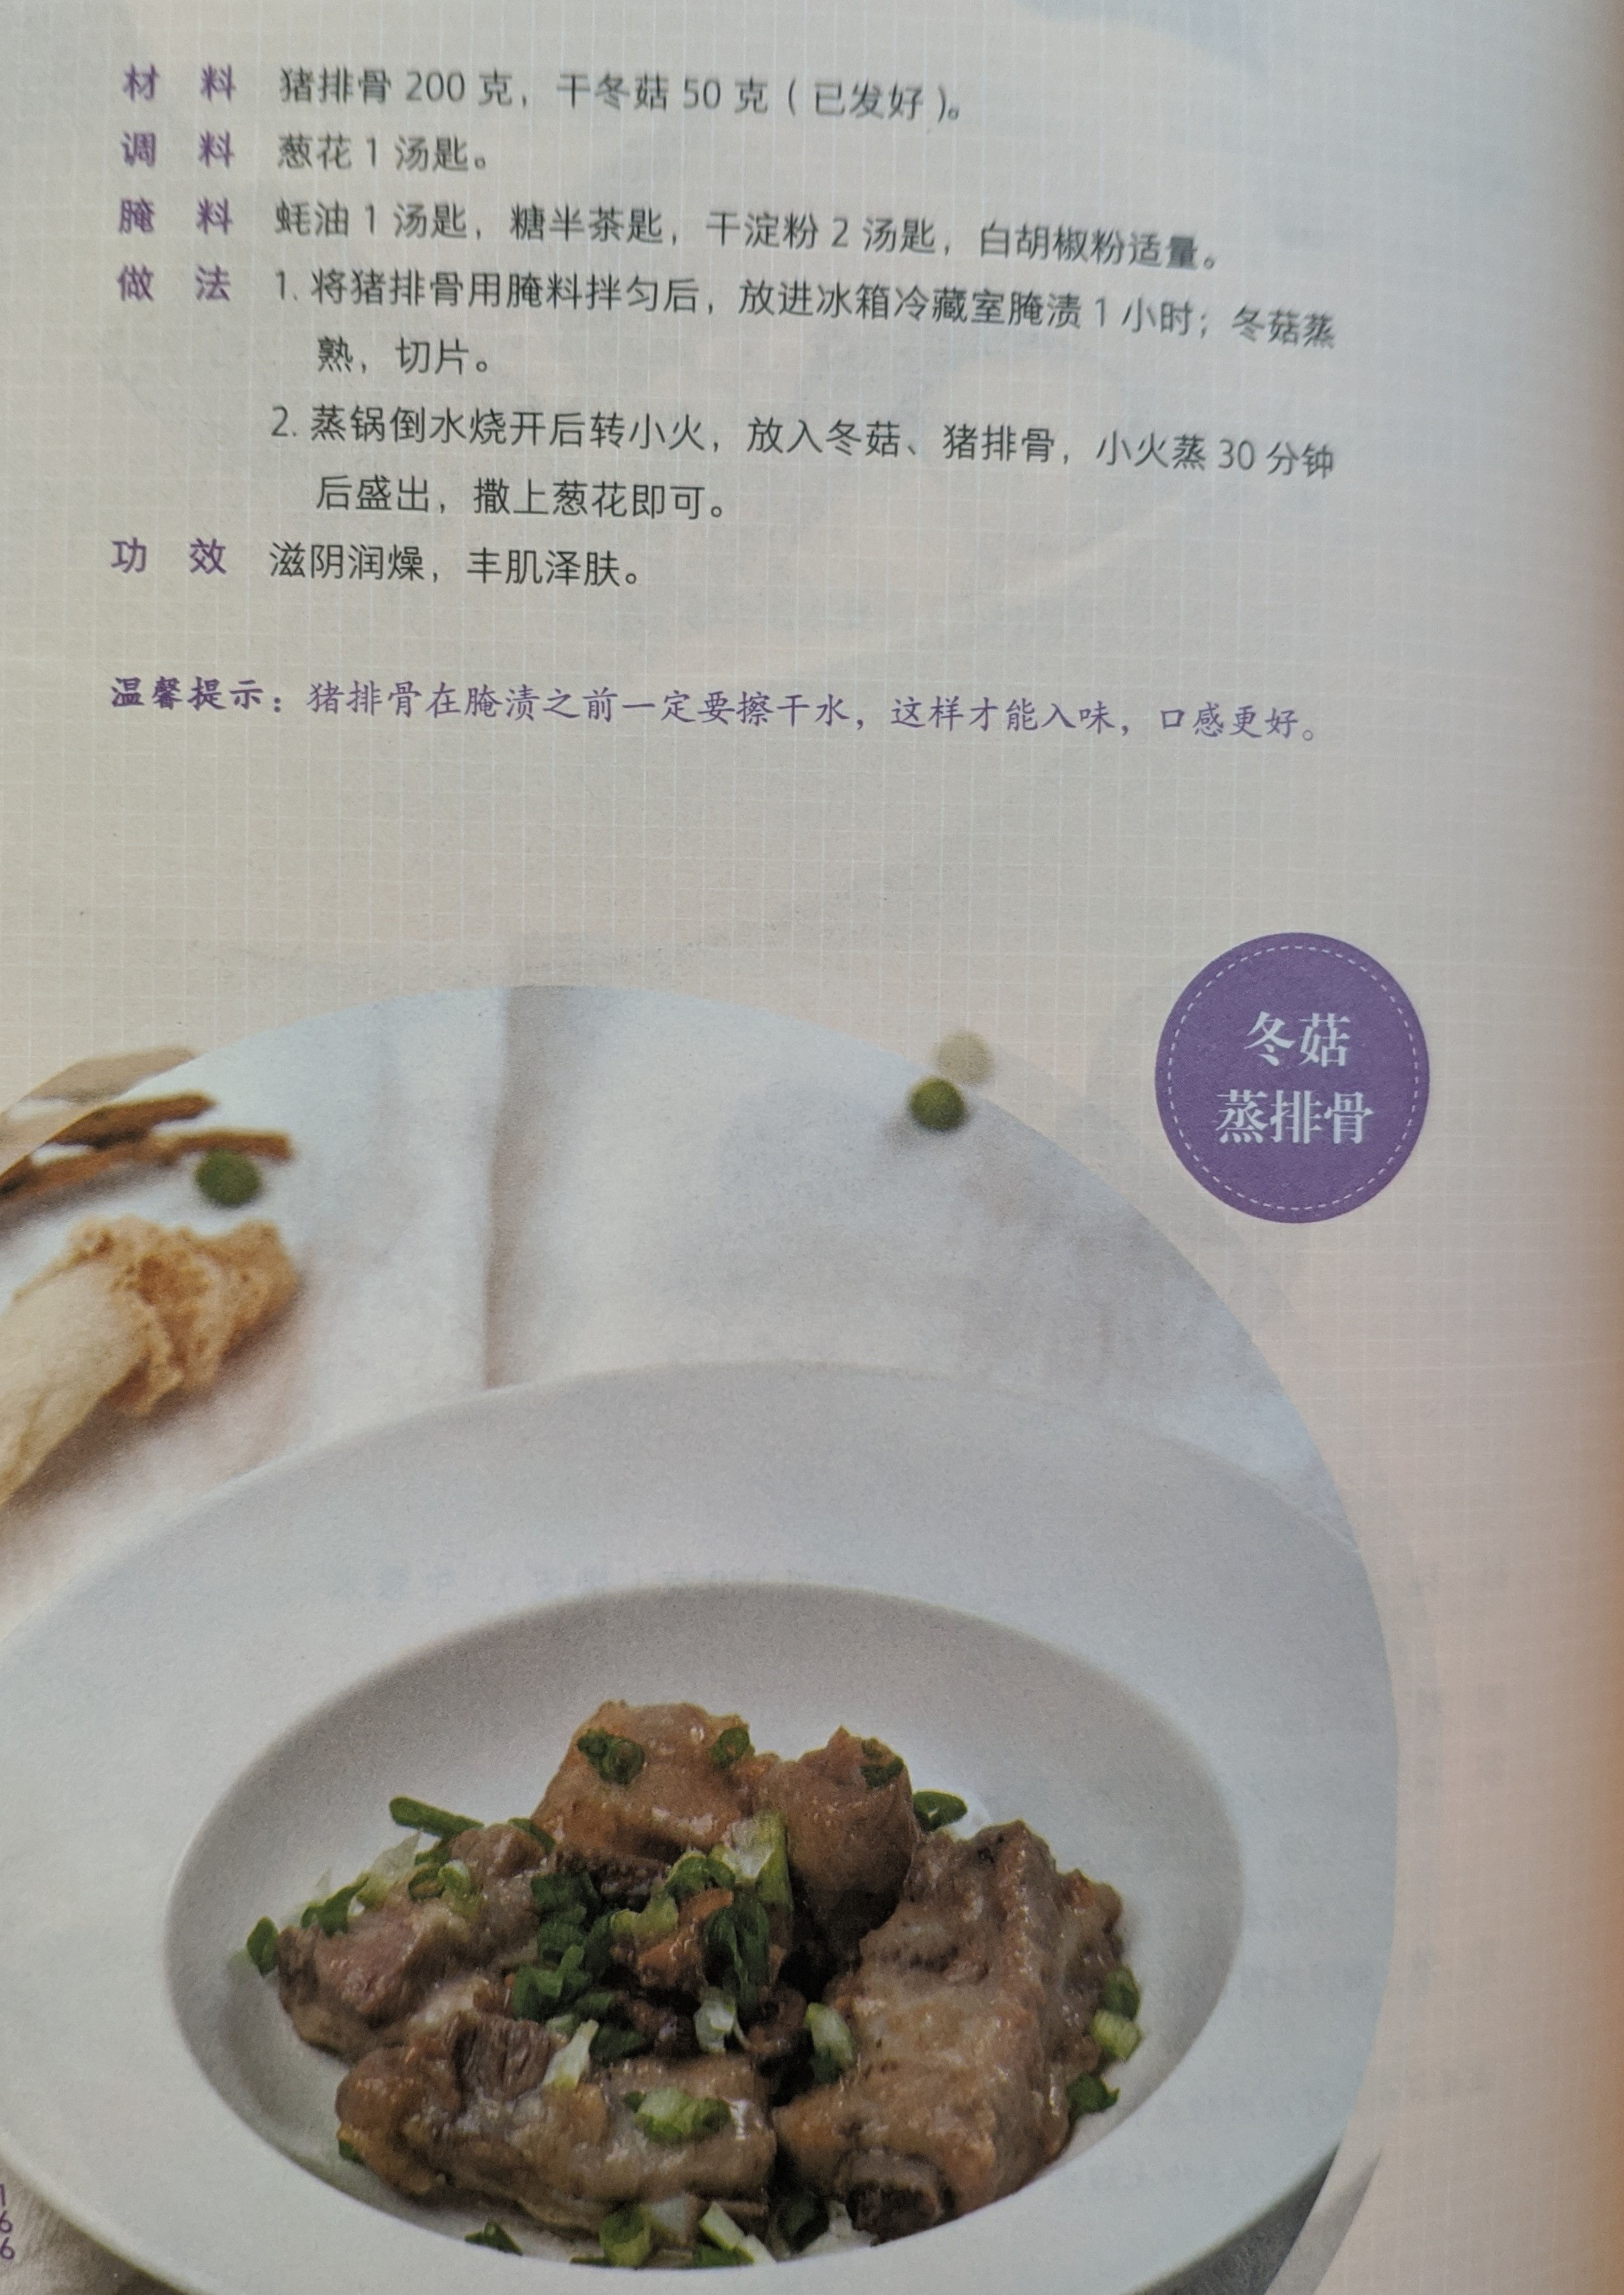 材 料 猪排骨 200 克，干冬菇 50 克（已发好）。
调 料 葱花 1 汤匙。
腌 料 蚝油 1 汤匙，糖半茶匙，干淀粉 2 汤匙，白胡椒粉适量。
做 法 1. 将猪排骨用腌料拌匀后，放进冰箱冷藏室腌渍 1 小时；冬菇蒸
熟，切片。
2. 蒸锅倒水烧开后转小火，放入冬菇、猪排骨，小火蒸 30 分钟
后盛出，撒上葱花即可。
功 效 滋阴润燥，丰肌泽肤。
温馨提示：猪排骨在腌渍之前一定要擦干水，这样才能入味，口感更好。
冬菇
蒸排骨
166